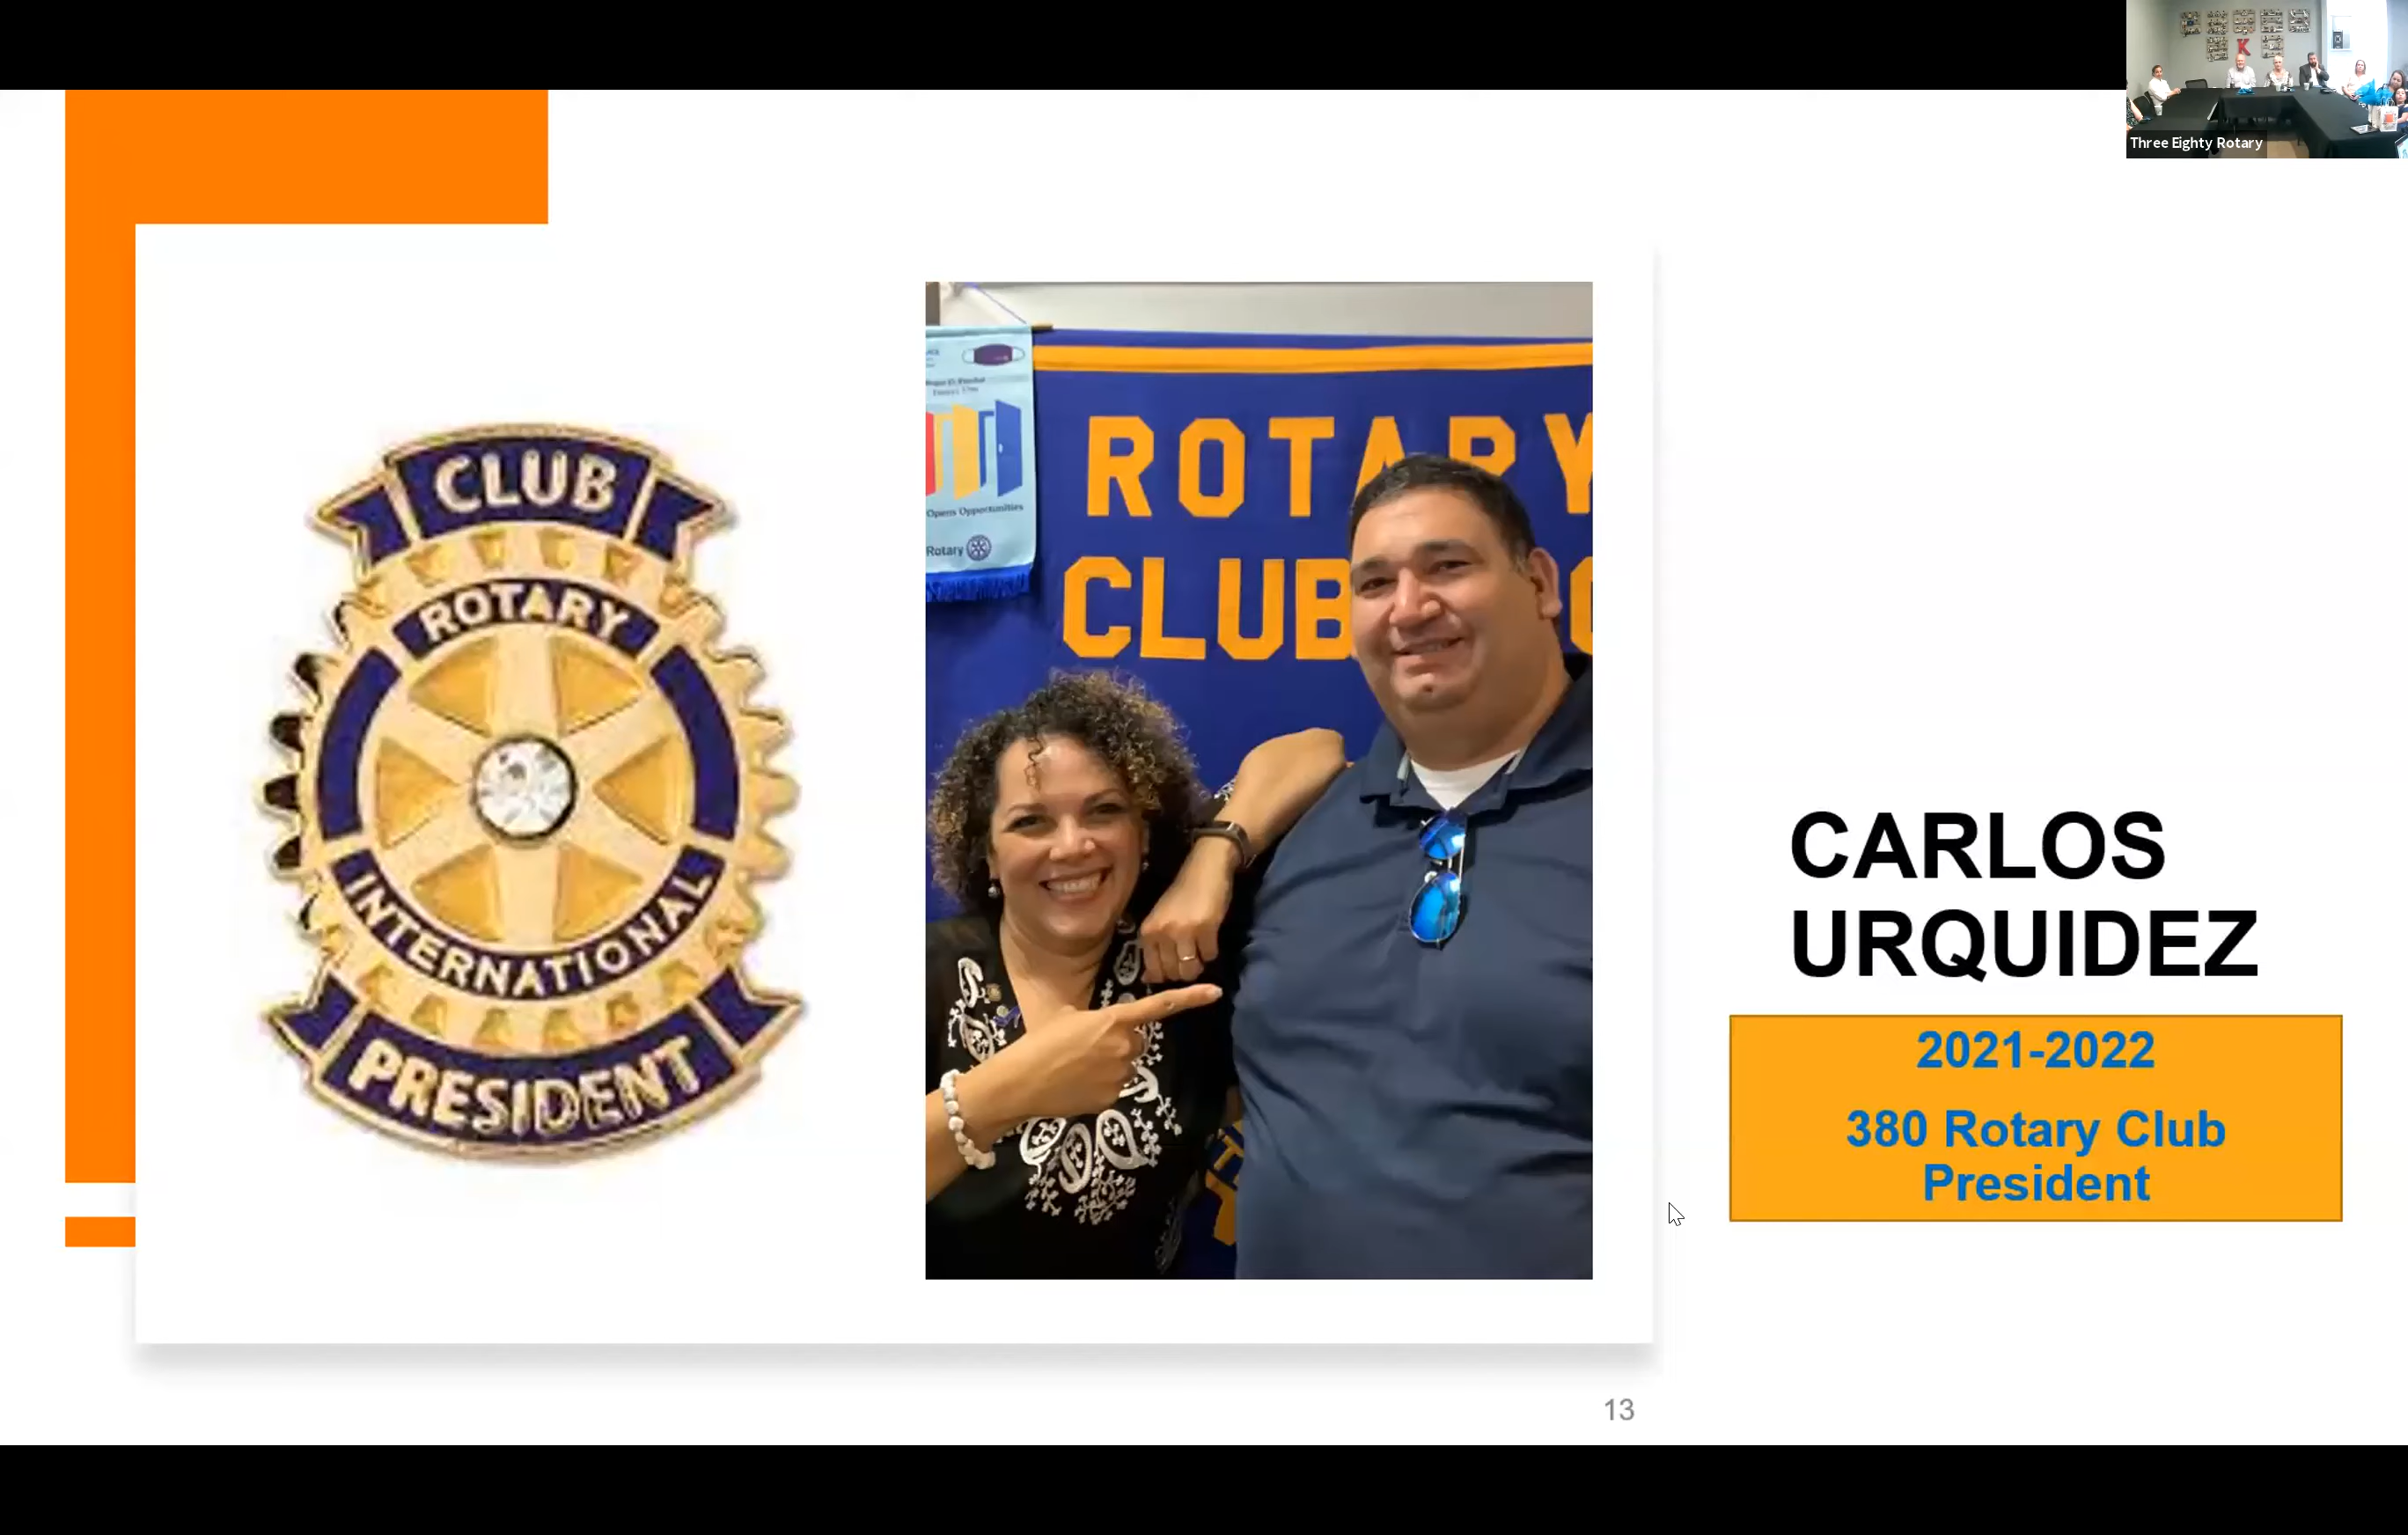 Three Eighty Rotary
K
CLUB
ROTARY
INTERNATIONAL
PRESIDENT
Opens Opportunities
Rotary
ROTARY
CLUB
CARLOS
URQUIDEZ
2021-2022
380 Rotary Club
President
13